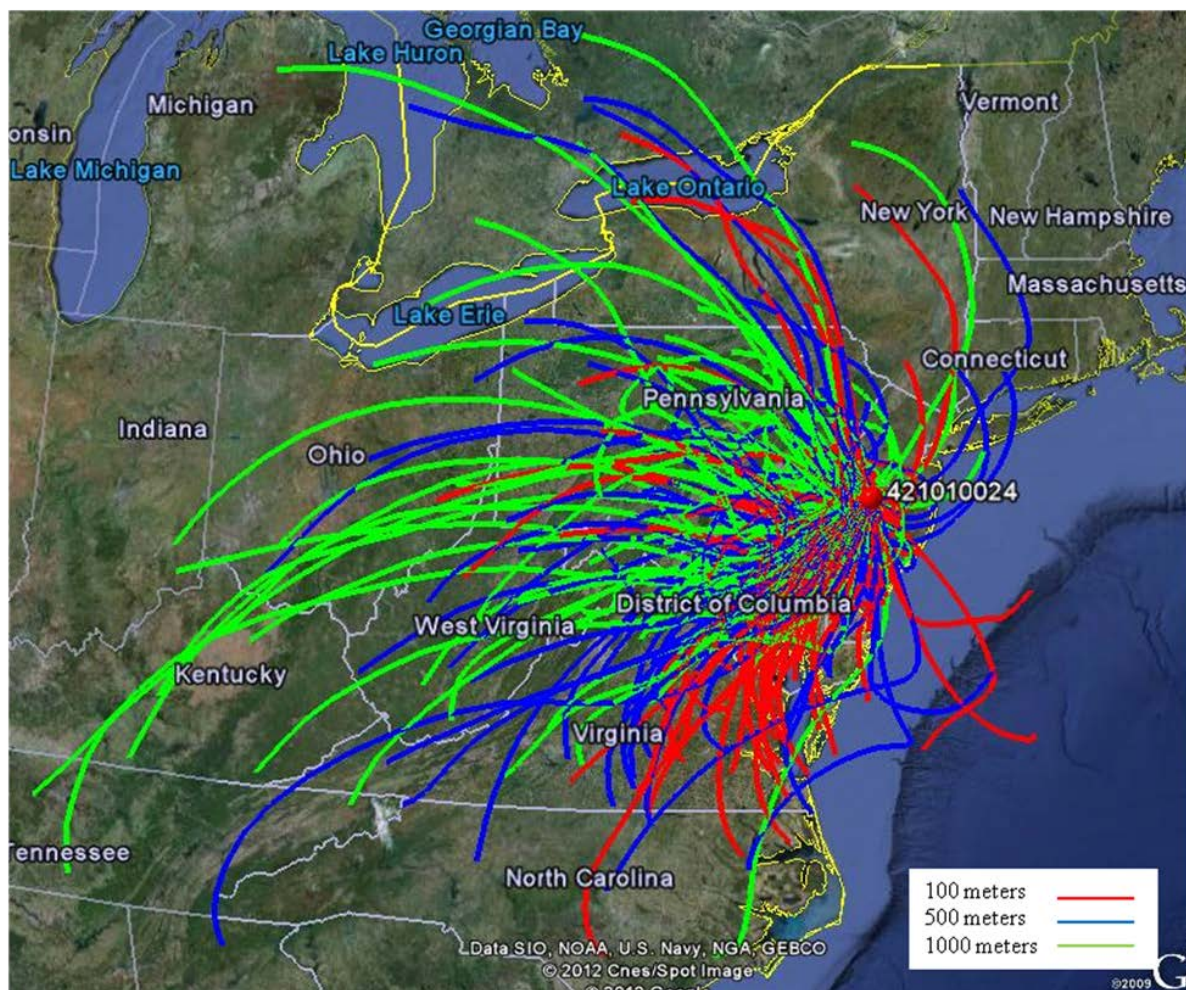 Georgian Bay
Lake Huron
Michigan
Vermont
onsin
Lake Michigan
Lake Ontario
New York
New Hampshire
Massachusetts
Lake Erie
Connecticut
Pennsylvania
Indiana
Ohio
421010024
District of Columbia
West Virginia
Kentucky
Virginia
Tennessee
North Carolina
100 meters
500 meters
1000 meters
Data SIO, NOAA, U.S. Navy, NGA, GEBCO
© 2012 Cnes/Spot Image
©2009 G